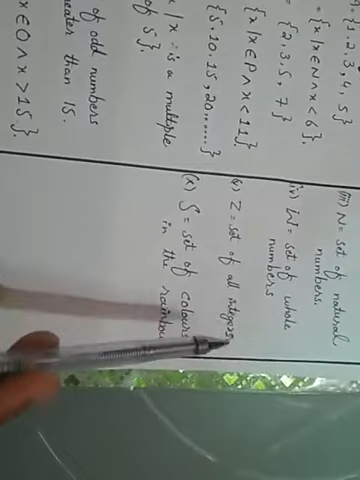 = {1, 2, 3, 4, 5}
= {x | x ∈ N ∧ x < 6}.
= {2, 3, 5, 7}
{x | x ∈ P ∧ x < 11}
{5, 10, 15, 20, ......}
x | x is a multiple
of 5}.
of odd numbers
eater than 15.
x ∈ O ∧ x > 15}.
iii) N = set of natural
numbers.
iv) W = set of whole
numbers
v) Z = set of all integers
(x) S = set of colours
in the rainbow